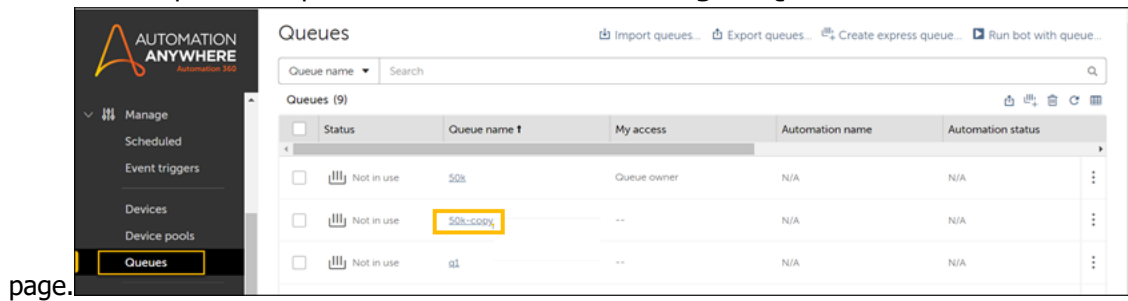 AUTOMATION
ANYWHERE
Automation 360
Manage
Scheduled
Event triggers
Devices
Device pools
Queues
Queues
Import queues... Export queues... Create express queue... Run bot with queue...
Queue name Search
Queues (9)
Status Queue name My access Automation name Automation status
Not in use 50k Queue owner N/A N/A
Not in use 50k-copy -- N/A N/A
Not in use q1 -- N/A N/A
page.